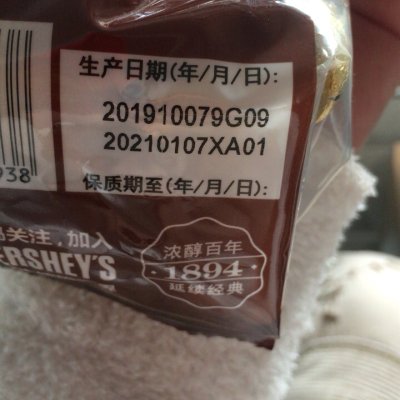 生产日期(年/月/日):
201910079G09
20210107XA01
保质期至(年/月/日):
938
关注,加入
ERSHEY'S
浓醇百年
·1894·
延续经典